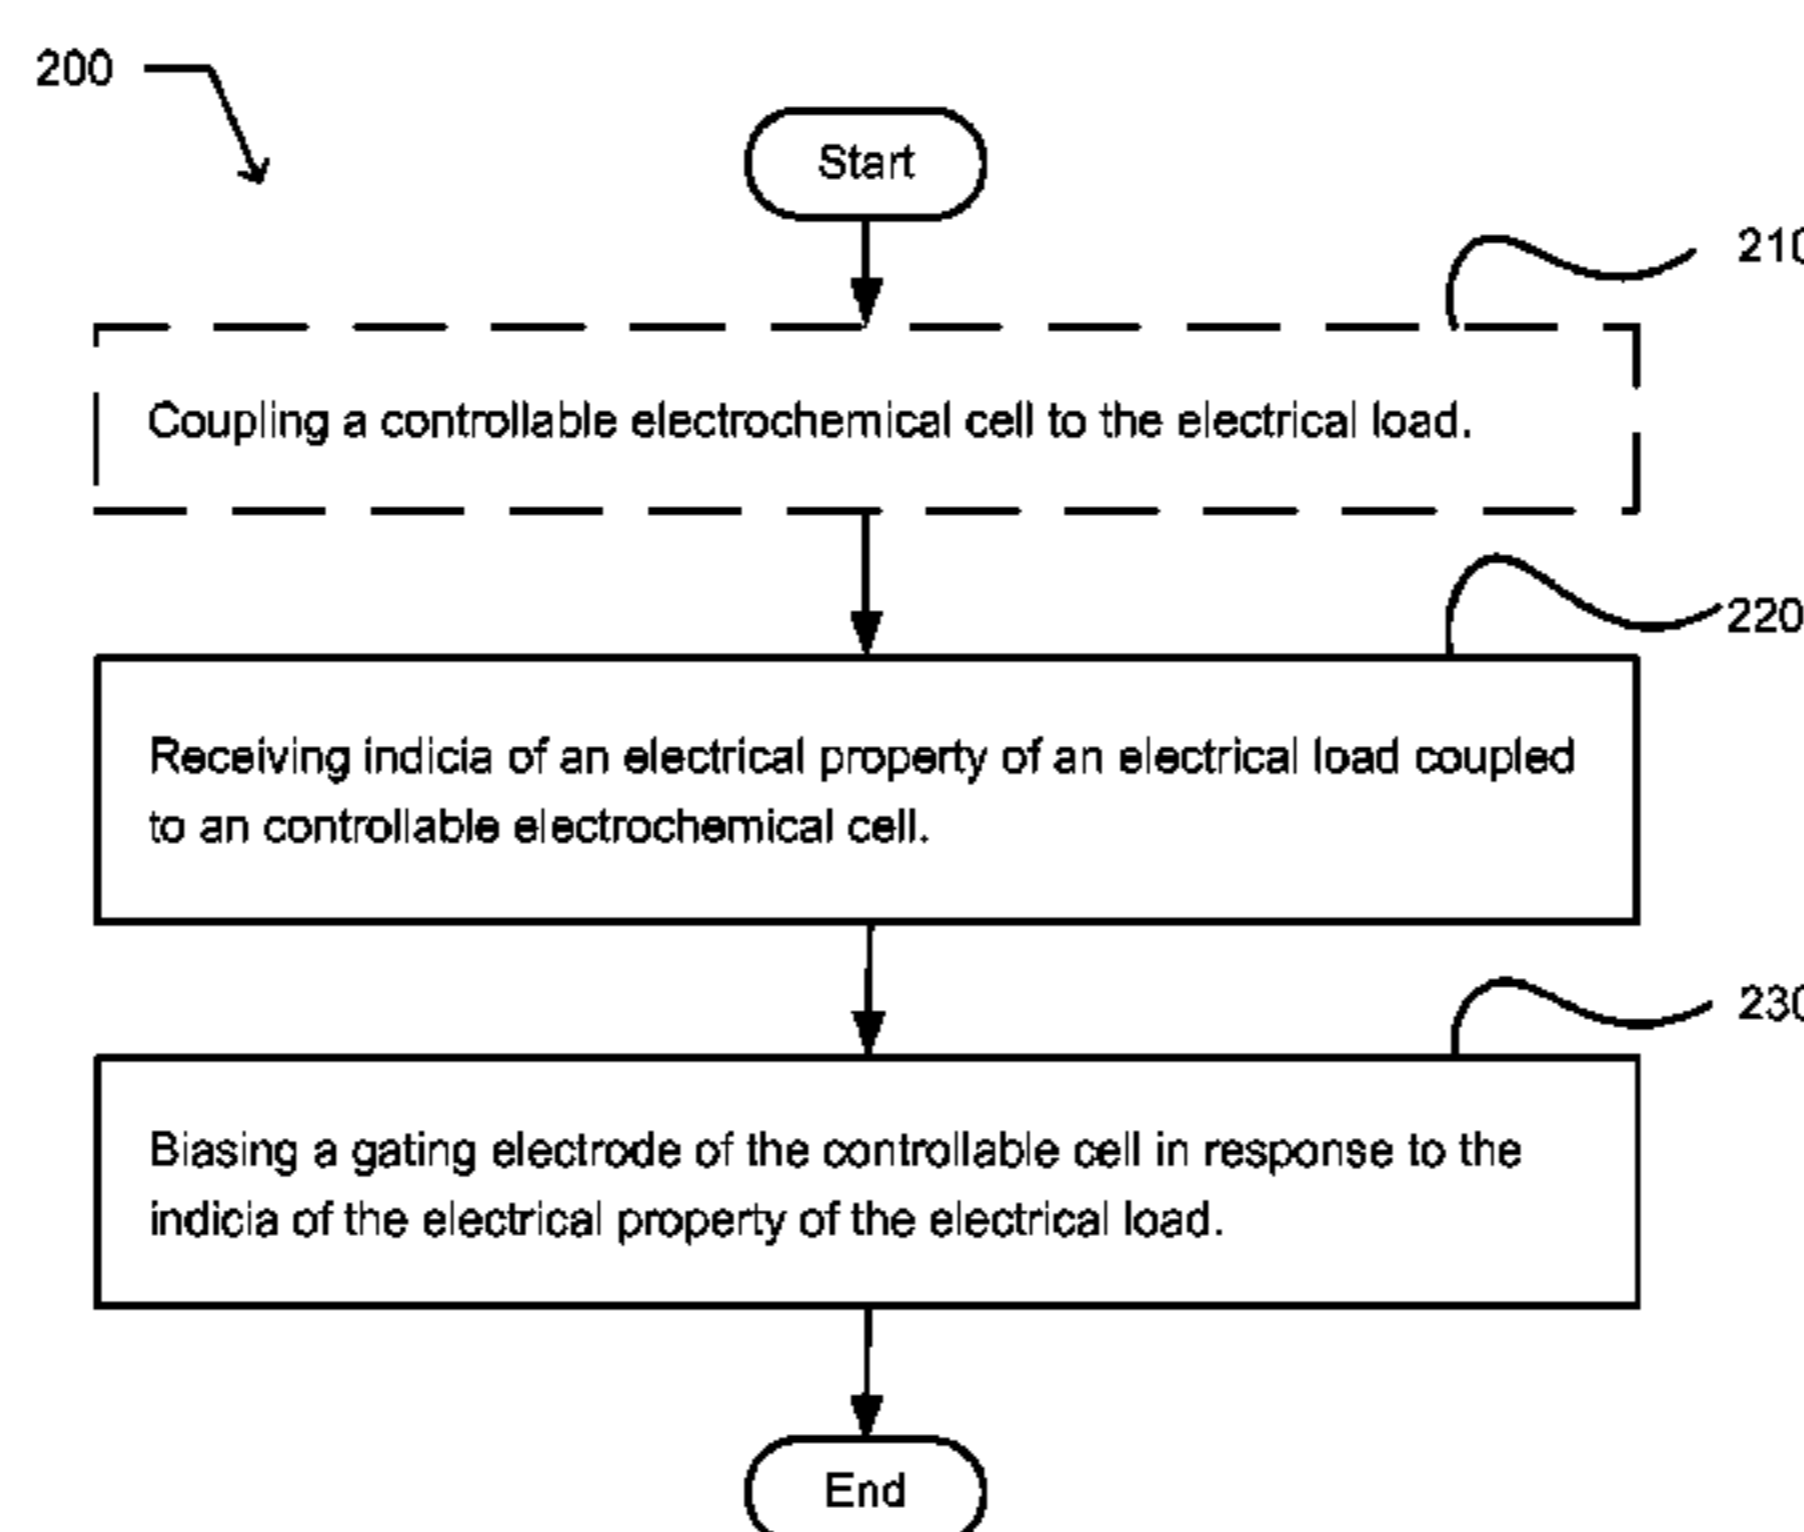 200
Start
210
Coupling a controllable electrochemical cell to the electrical load.
220
Receiving indicia of an electrical property of an electrical load coupled
to an controllable electrochemical cell.
230
Biasing a gating electrode of the controllable cell in response to the
indicia of the electrical property of the electrical load.
End